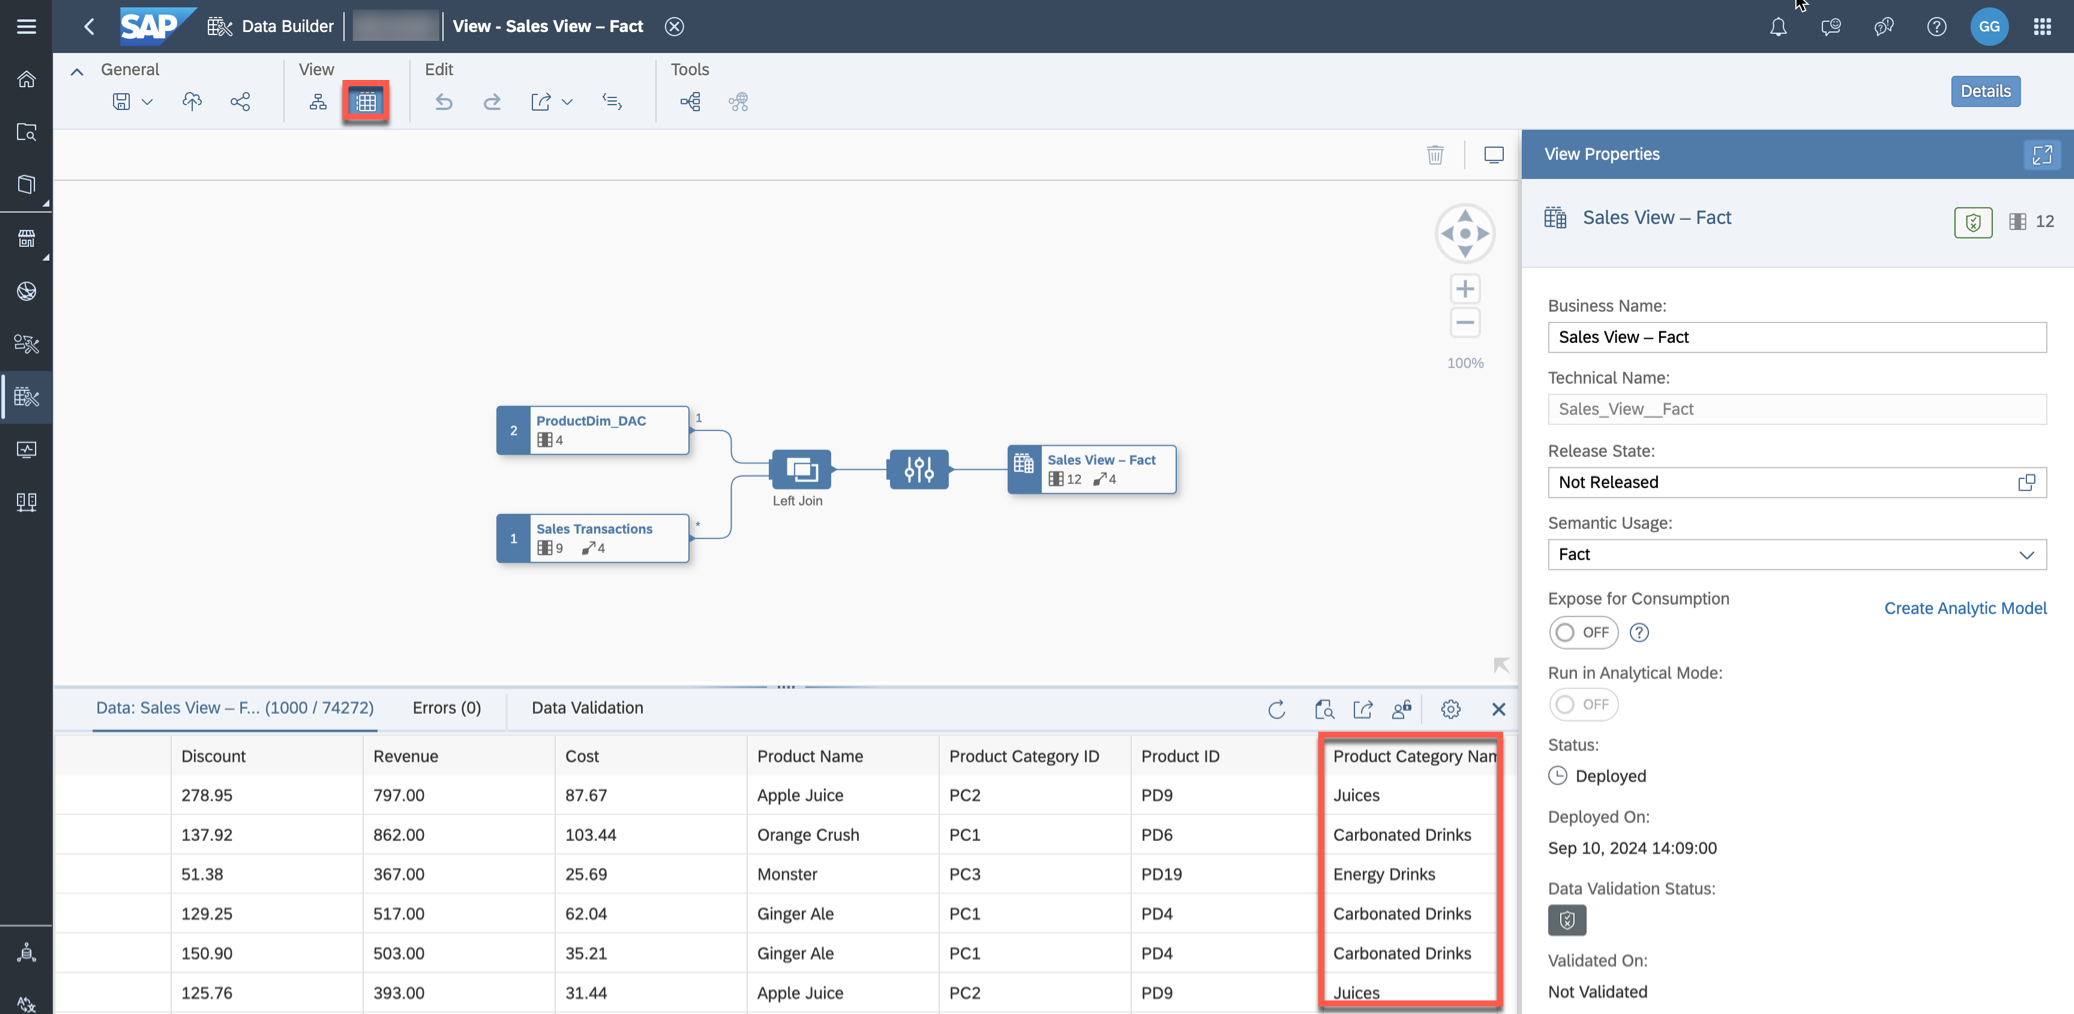 SAP Data Builder View - Sales View – Fact GG
General View Edit Tools
Details
View Properties
Sales View – Fact 12
Business Name:
Sales View – Fact
Technical Name:
Sales_View__Fact
Release State:
Not Released
Semantic Usage:
Fact
Expose for Consumption
Create Analytic Model
OFF
Run in Analytical Mode:
OFF
Status:
Deployed
Deployed On:
Sep 10, 2024 14:09:00
Data Validation Status:
Validated On:
Not Validated
100%
2 ProductDim_DAC 1
4
Left Join
Sales View – Fact
12 4
1 Sales Transactions *
9 4
Data: Sales View – F... (1000 / 74272) Errors (0) Data Validation
Discount Revenue Cost Product Name Product Category ID Product ID Product Category Nam
278.95 797.00 87.67 Apple Juice PC2 PD9 Juices
137.92 862.00 103.44 Orange Crush PC1 PD6 Carbonated Drinks
51.38 367.00 25.69 Monster PC3 PD19 Energy Drinks
129.25 517.00 62.04 Ginger Ale PC1 PD4 Carbonated Drinks
150.90 503.00 35.21 Ginger Ale PC1 PD4 Carbonated Drinks
125.76 393.00 31.44 Apple Juice PC2 PD9 Juices